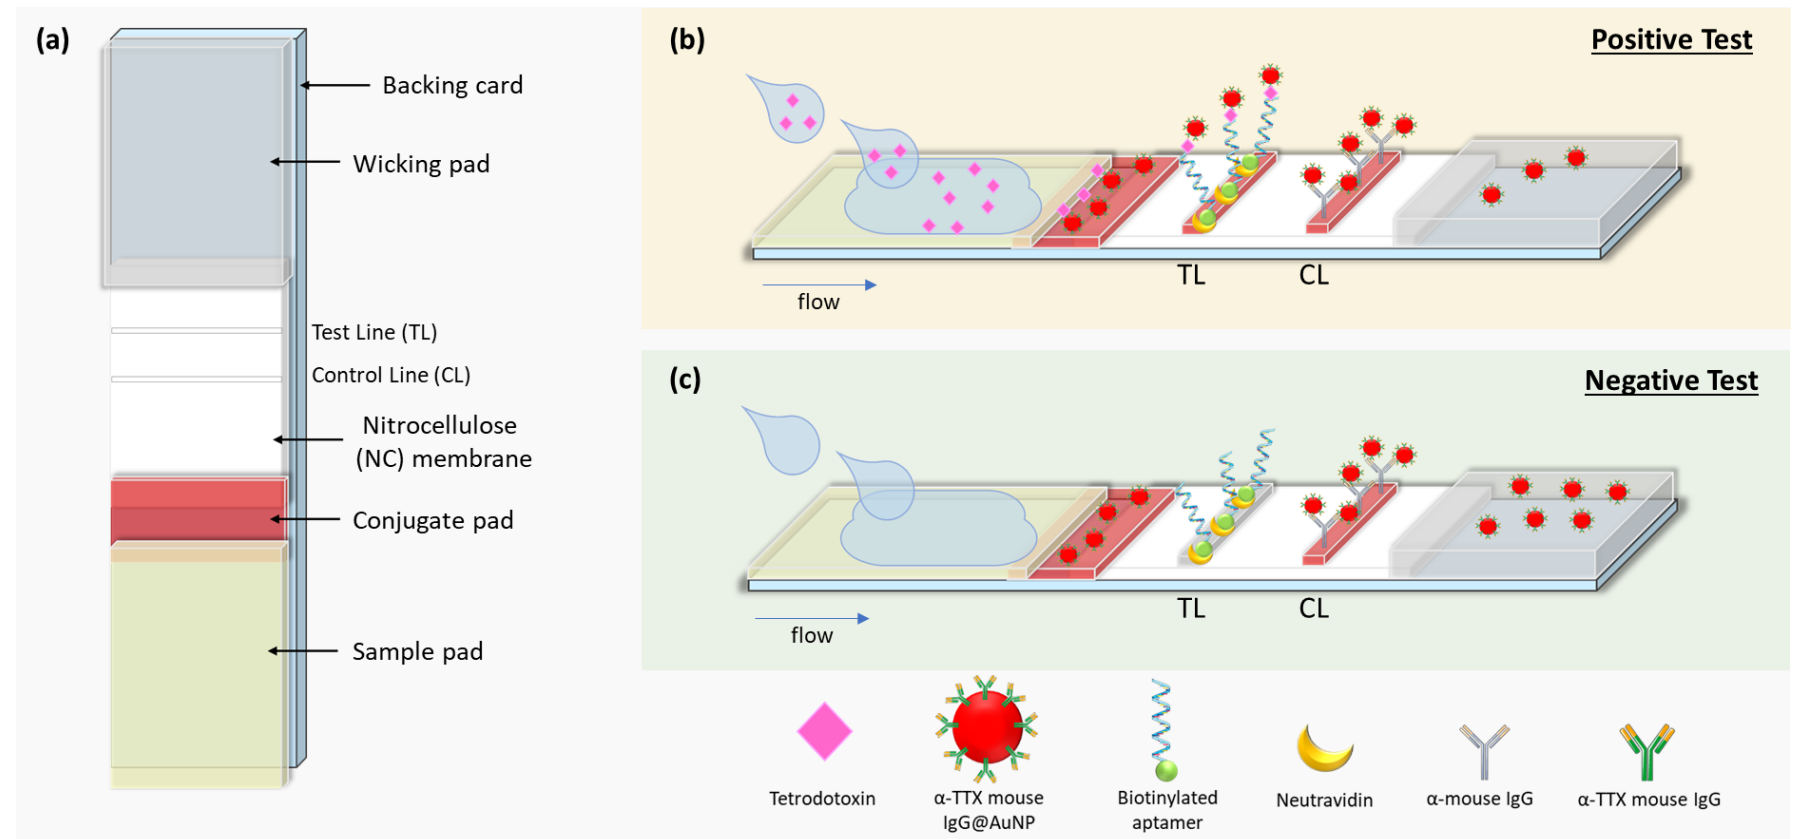 (a)
Backing card
Wicking pad
Test Line (TL)
Control Line (CL)
Nitrocellulose
(NC) membrane
Conjugate pad
Sample pad
(b)
Positive Test
TL
CL
flow
(c)
Negative Test
TL
CL
flow
Tetrodotoxin
α-TTX mouse
IgG@AuNP
Biotinylated
aptamer
Neutravidin
α-mouse IgG
α-TTX mouse IgG